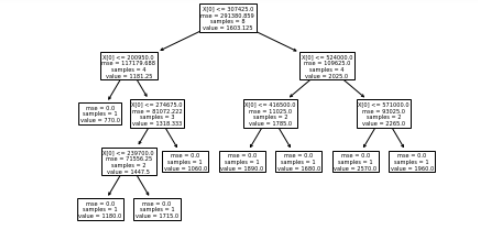 X[0] <= 307425.0
mse = 291380.859
samples = 8
value = 1603.125
X[0] <= 200950.0
mse = 117179.688
samples = 4
value = 1181.25
X[0] <= 524000.0
mse = 109625.0
samples = 4
value = 2025.0
mse = 0.0
samples = 1
value = 770.0
X[0] <= 274675.0
mse = 81072.222
samples = 3
value = 1318.333
X[0] <= 416500.0
mse = 11025.0
samples = 2
value = 1785.0
X[0] <= 571000.0
mse = 93025.0
samples = 2
value = 2265.0
X[0] <= 239700.0
mse = 71556.25
samples = 2
value = 1447.5
mse = 0.0
samples = 1
value = 1060.0
mse = 0.0
samples = 1
value = 1890.0
mse = 0.0
samples = 1
value = 1680.0
mse = 0.0
samples = 1
value = 2570.0
mse = 0.0
samples = 1
value = 1960.0
mse = 0.0
samples = 1
value = 1180.0
mse = 0.0
samples = 1
value = 1715.0